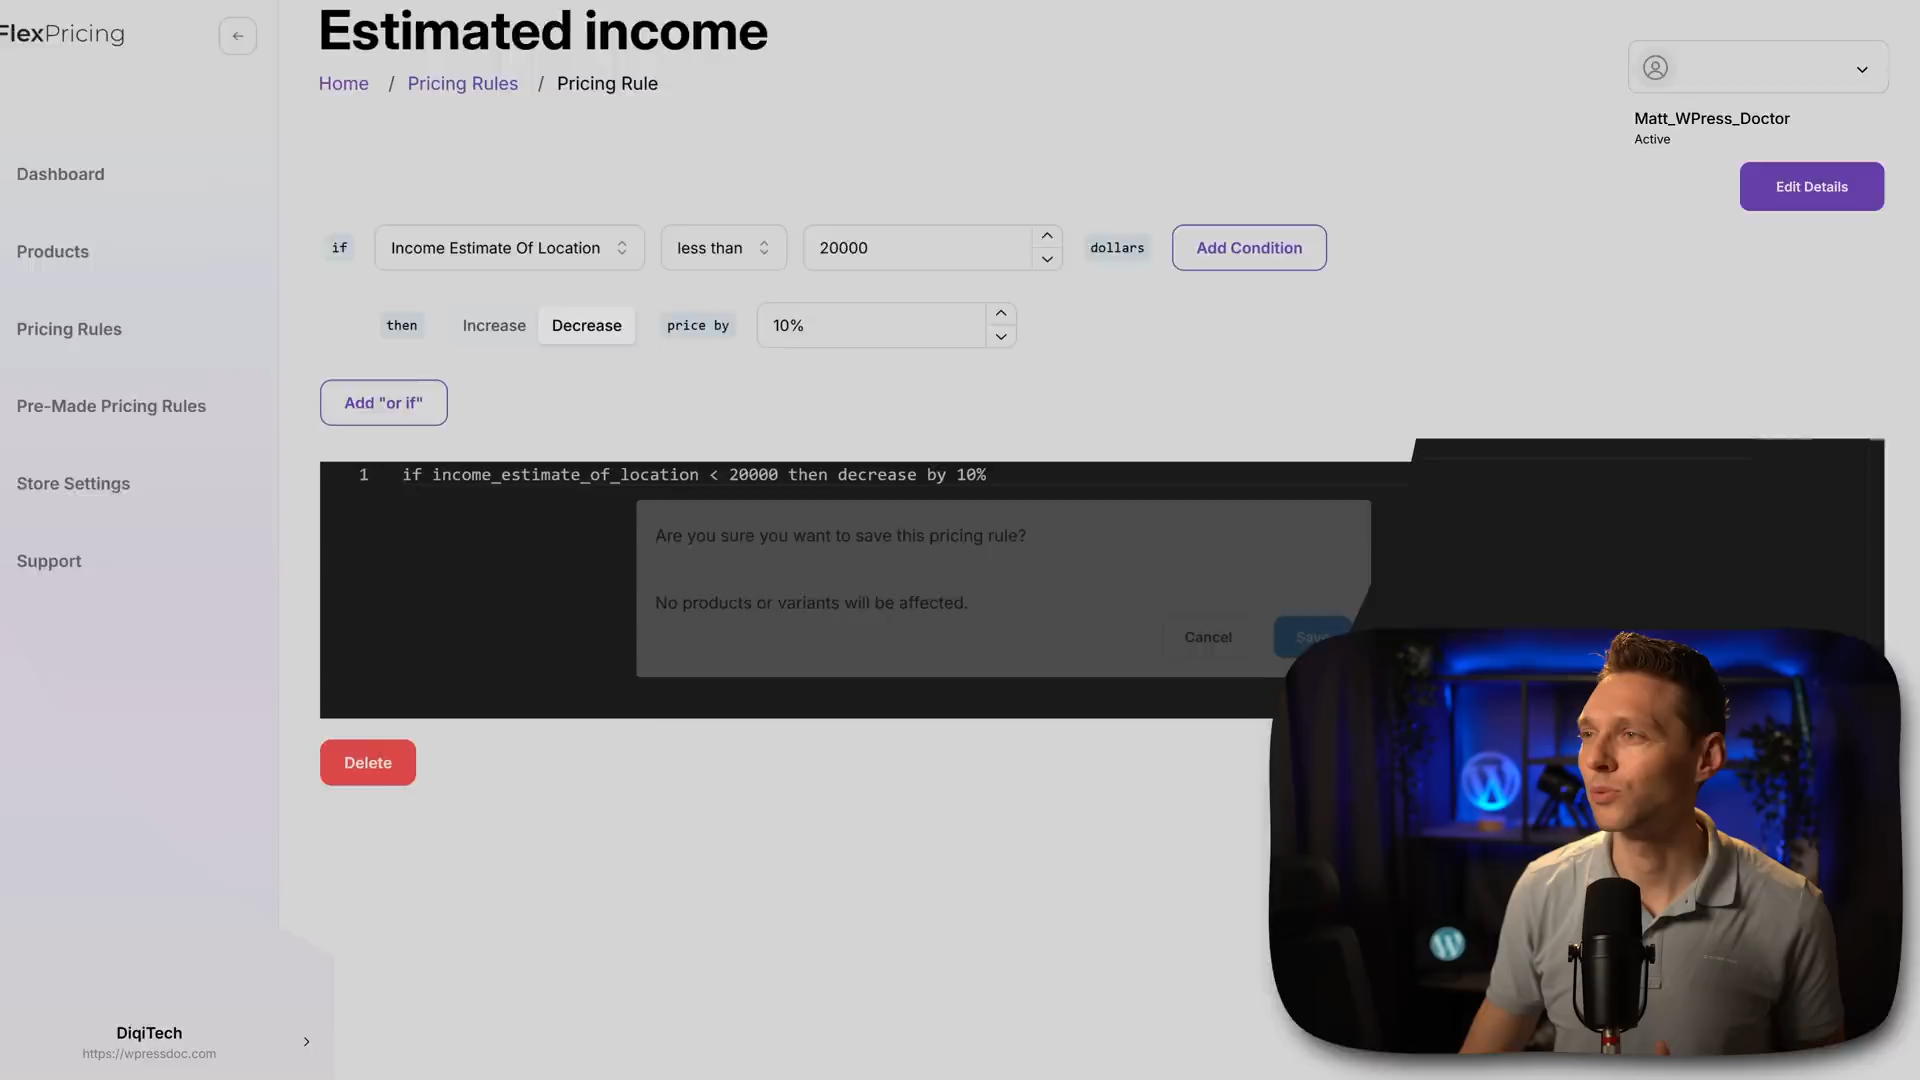 FlexPricing
←
Estimated income
Home / Pricing Rules / Pricing Rule
Matt_WPress_Doctor
Active
Edit Details
Dashboard
Products
Pricing Rules
Pre-Made Pricing Rules
Store Settings
Support
if Income Estimate Of Location less than 20000 dollars Add Condition
then Increase Decrease price by 10%
Add "or if"
1 if income_estimate_of_location < 20000 then decrease by 10%
Are you sure you want to save this pricing rule?
No products or variants will be affected.
Cancel Save
Delete
DiqiTech
https://wpressdoc.com